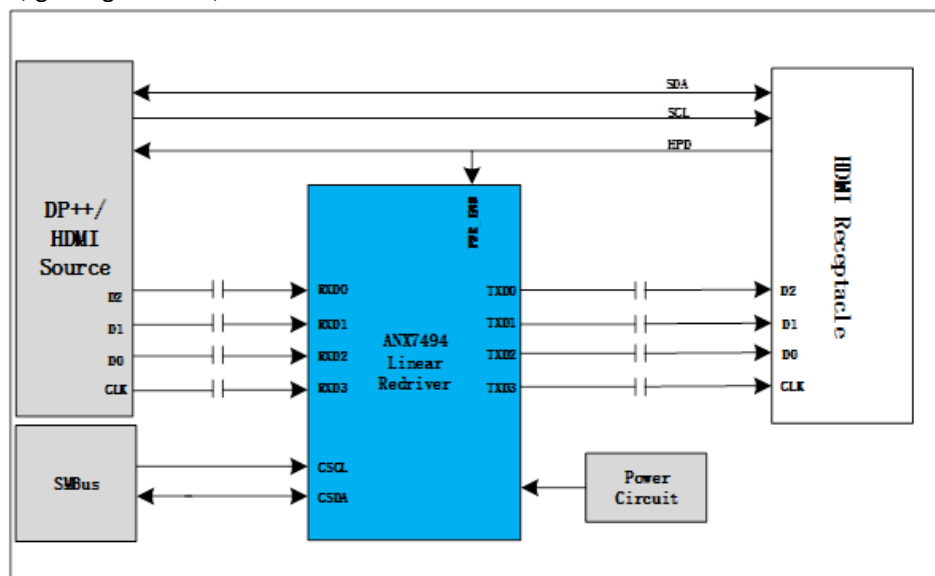 SDA
SCL
HPD
DP++/
HDMI
Source
HDMI Receptacle
D2
RXD0
TXD0
D2
D1
RXD1
TXD1
D1
D0
RXD2
TXD2
D0
CLK
RXD3
TXD3
CLK
ANX7494
Linear
Redriver
SMBus
CSCL
CSDA
Power
Circuit